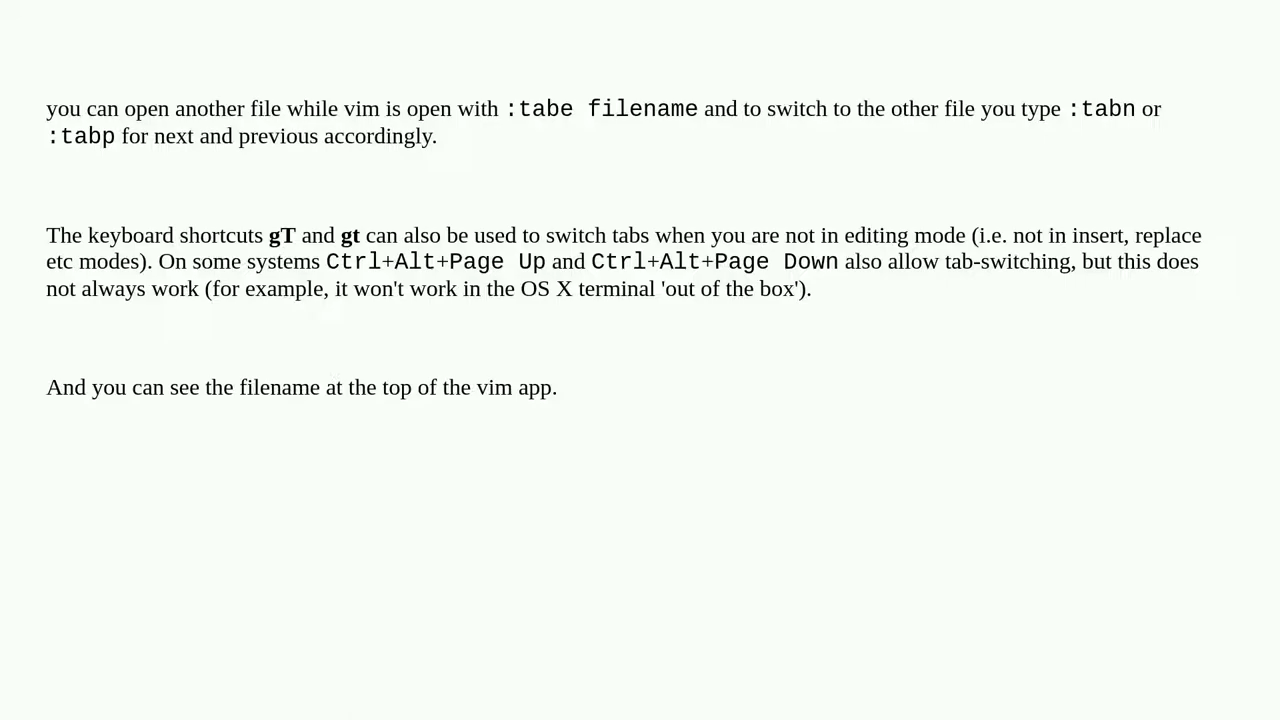 you can open another file while vim is open with :tabe filename and to switch to the other file you type :tabn or
:tabp for next and previous accordingly.
The keyboard shortcuts gT and gt can also be used to switch tabs when you are not in editing mode (i.e. not in insert, replace
etc modes). On some systems Ctrl+Alt+Page Up and Ctrl+Alt+Page Down also allow tab-switching, but this does
not always work (for example, it won't work in the OS X terminal 'out of the box').
And you can see the filename at the top of the vim app.